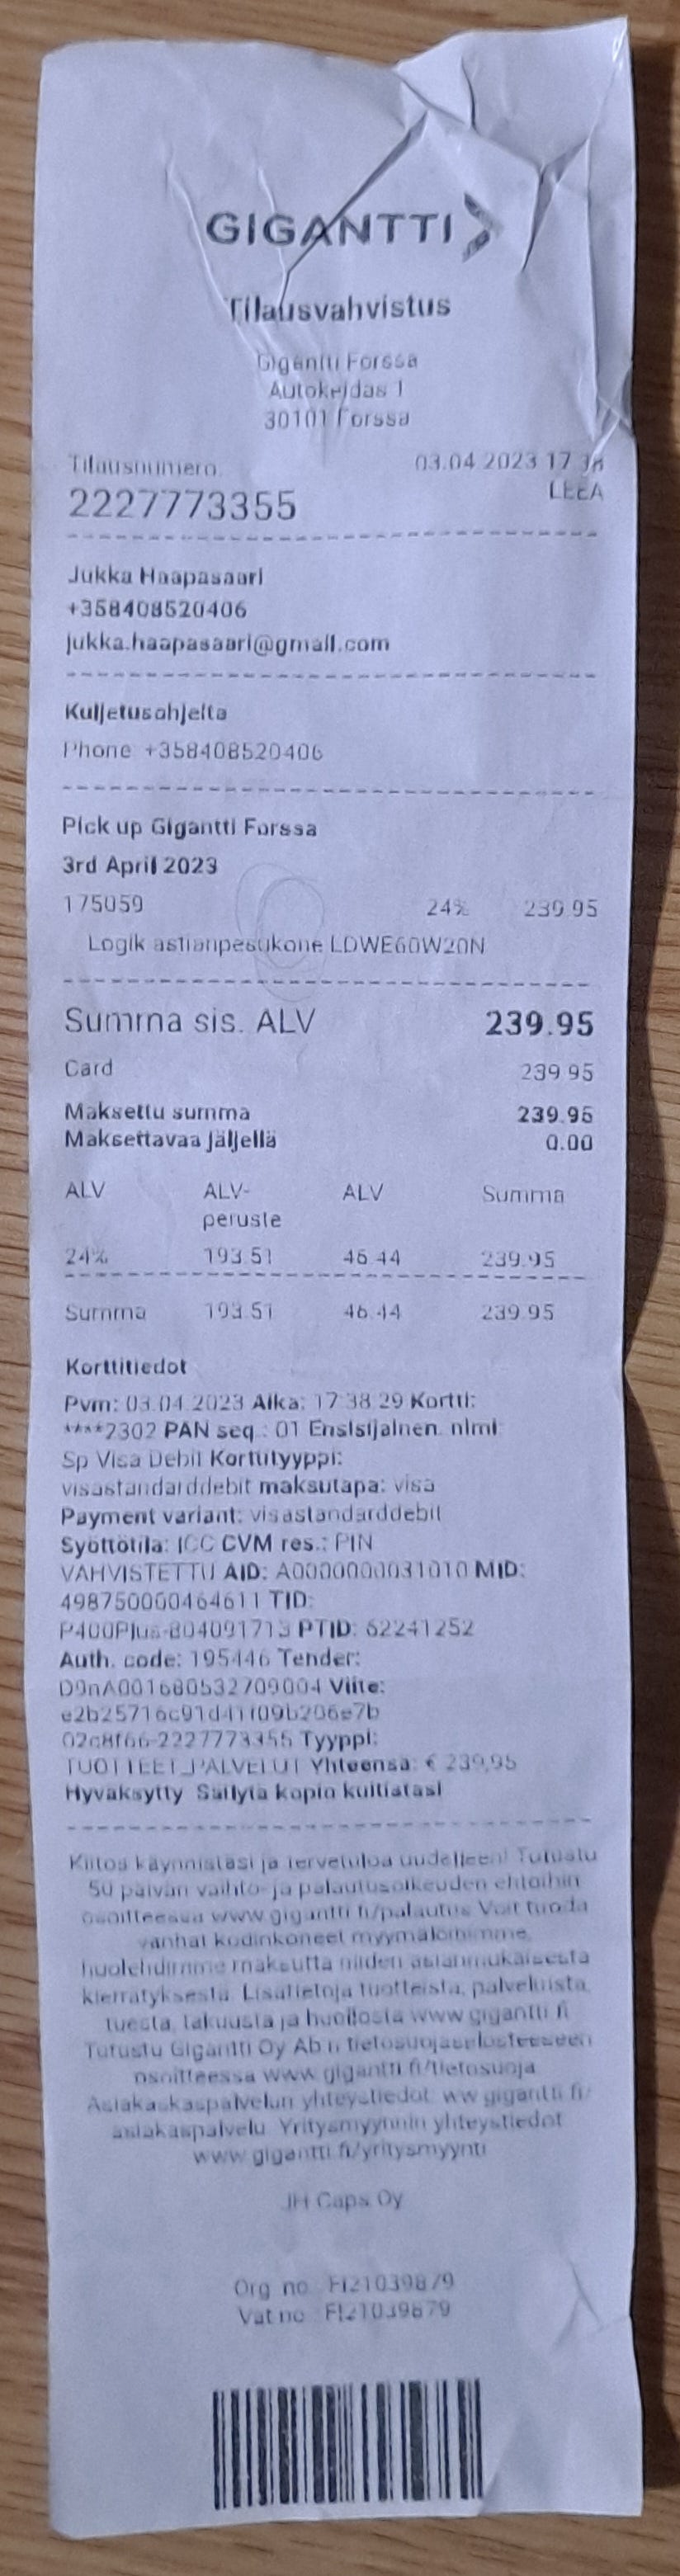 GIGANTTI
Tilausvahvistus
Gigantti Forssa
Autokeidas 1
30101 Forssa
Tilausnumero: 03.04.2023 17:38
2227773355 LEEA
Jukka Haapasaari
+358408520406
jukka.haapasaari@gmail.com
Kuljetusohjeita
Phone +358408520406
Pick up Gigantti Forssa
3rd April 2023
175059 24% 239.95
Logik astianpesukone LDWE60W20N
Summa sis. ALV 239.95
Card 239.95
Maksettu summa 239.95
Maksettavaa jäljellä 0.00
ALV ALV- ALV Summa
peruste
24% 193.51 46.44 239.95
Summa 193.51 46.44 239.95
Korttitiedot
Pvm: 03.04.2023 Aika: 17:38:29 Kortti:
****2302 PAN seq.: 01 Ensisijainen. nimi:
Sp Visa Debit Korttityyppi:
visastandarddebit maksutapa: visa
Payment variant: visastandarddebit
Syöttötila: ICC CVM res.: PIN
VAHVISTETTU AID: A0000000031010 MID:
498750000464611 TID:
P400Plus-804091713 PTID: 62241252
Auth. code: 195446 Tender:
Viite:
Tyyppi:
TUOTTEET_PALVELUT Yhteensä: € 239,95
Hyväksytty Säilytä kopio kuitistasi
Kiitos käynnistäsi ja tervetuloa uudelleen! Tutustu
50 päivän vaihto- ja palautusoikeuden ehtoihin
osoitteessa www.gigantti.fi/palautus Voit tuoda
vanhat kodinkoneet myymälöihimme,
huolehdimme maksutta niiden asianmukaisesta
kierrätyksestä. Lisätietoja tuotteista, palveluista,
tuesta, takuusta ja huollosta www.gigantti.fi
Tutustu Gigantti Oy Ab:n tietosuojaselosteeseen
osoitteessa www.gigantti.fi/tietosuoja
Asiakaskaspalvelun yhteystiedot: ww.gigantti.fi/
asiakaspalvelu Yritysmyynnin yhteystiedot
www.gigantti.fi/yritysmyynti
JH Caps Oy
Org no : FI21039879
Vat no : FI21039879